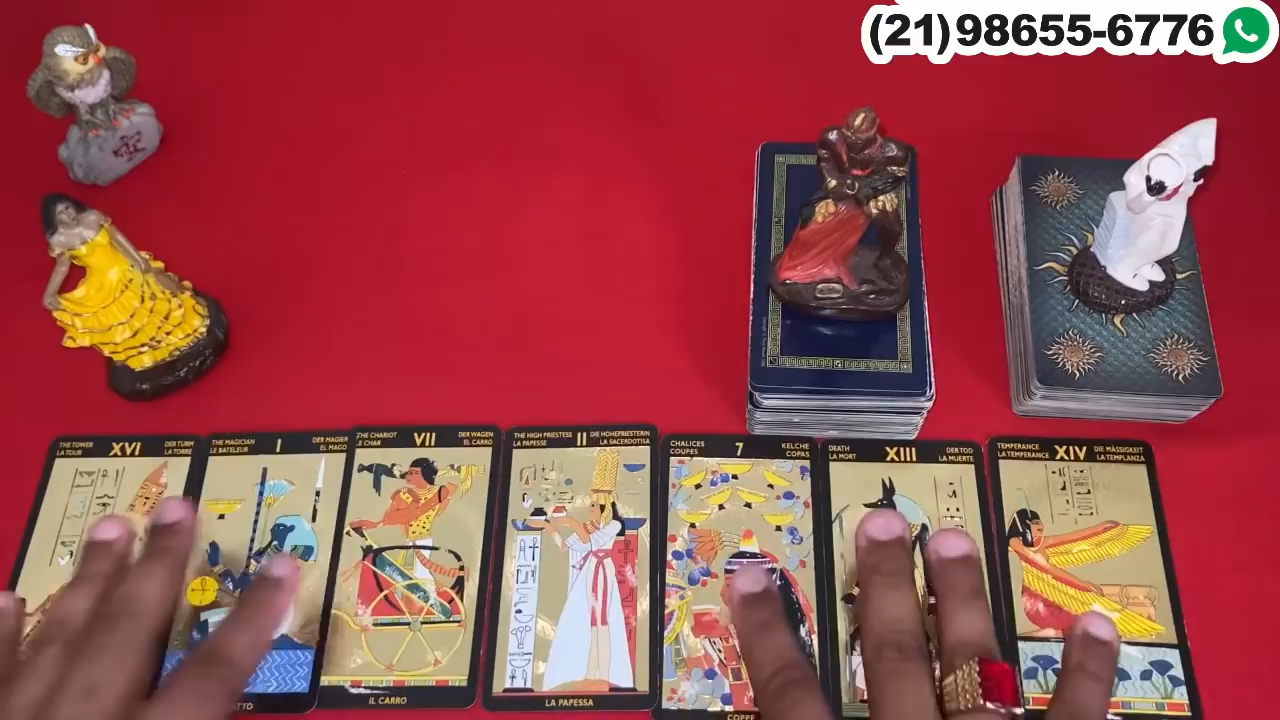 (21)98655-6776
THE TOWER
LA TOUR
XVI
DER TURM
LA TORRE
THE MAGICIAN
LE BATELEUR
I
DER MAGIER
EL MAGO
THE CHARIOT
LE CHAR
VII
DER WAGEN
EL CARRO
IL CARRO
THE HIGH PRIESTESS
LA PAPESSE
II
DIE HOHEPRIESTERIN
LA SACERDOTISA
LA PAPESSA
CHALICES
COUPES
7
KELCHE
COPAS
COPPE
DEATH
LA MORT
XIII
DER TOD
LA MUERTE
TEMPERANCE
LA TEMPERANCE
XIV
DIE MÄSSIGKEIT
LA TEMPLANZA